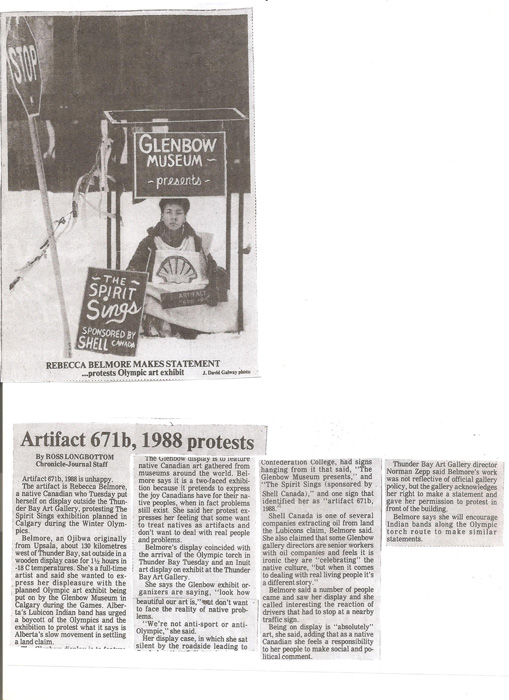 STOP
GLENBOW
MUSEUM ~
- presents -
~ THE ~
SPIRIT
Sings
SPONSORED BY
SHELL CANADA
ARTIFACT
REBECCA BELMORE MAKES STATEMENT
...protests Olympic art exhibit J. David Galway photo
Artifact 671b, 1988 protests
By ROSS LONGBOTTOM
Chronicle-Journal Staff
Artifact 671b, 1988 is unhappy.
The artifact is Rebecca Belmore,
a native Canadian who Tuesday put
herself on display outside the Thun-
der Bay Art Gallery, protesting The
Spirit Sings exhibition planned in
Calgary during the Winter Olym-
pics.
Belmore, an Ojibwa originally
from Upsala, about 130 kilometres
west of Thunder Bay, sat outside in a
wooden display case for 1½ hours in
-18 C temperatures. She's a full-time
artist and said she wanted to ex-
press her displeasure with the
planned Olympic art exhibit being
put on by the Glenbow Museum in
Calgary during the Games. Alber-
ta's Lubicon Indian band has urged
a boycott of the Olympics and the
exhibition to protest what it says is
Alberta's slow movement in settling
a land claim.
The Glenbow display is to feature
The Glenbow display is to feature
native Canadian art gathered from
museums around the world. Bel-
more says it is a two-faced exhibi-
tion because it pretends to express
the joy Canadians have for their na-
tive peoples, when in fact problems
still exist. She said her protest ex-
presses her feeling that some want
to treat natives as artifacts and
don't want to deal with real people
and problems.
Belmore's display coincided with
the arrival of the Olympic torch in
Thunder Bay Tuesday and an Inuit
art display on exhibit at the Thunder
Bay Art Gallery.
She says the Glenbow exhibit or-
ganizers are saying, "look how
beautiful our art is," but don't want
to face the reality of native prob-
lems.
"We're not anti-sport or anti-
Olympic," she said.
Her display case, in which she sat
silent by the roadside leading to
Confederation College, had signs
hanging from it that said, "The
Glenbow Museum presents," and
"The Spirit Sings (sponsored by
Shell Canada)," and one sign that
identified her as "artifact 671b,
1988."
Shell Canada is one of several
companies extracting oil from land
the Lubicons claim, Belmore said.
She also claimed that some Glenbow
gallery directors are senior workers
with oil companies and feels it is
ironic they are "celebrating" the
native culture, "but when it comes
to dealing with real living people it's
a different story."
Belmore said a number of people
came and saw her display and she
called interesting the reaction of
drivers that had to stop at a nearby
traffic sign.
Being on display is "absolutely"
art, she said, adding that as a native
Canadian she feels a responsibility
to her people to make social and po-
litical comment.
Thunder Bay Art Gallery director
Norman Zepp said Belmore's work
was not reflective of official gallery
policy, but the gallery acknowledges
her right to make a statement and
gave her permission to protest in
front of the building.
Belmore says she will encourage
Indian bands along the Olympic
torch route to make similar
statements.